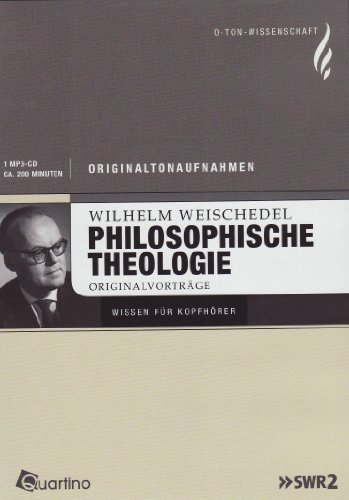 O-TON-WISSENSCHAFT
1 MP3-CD
CA. 200 MINUTEN
ORIGINALTONAUFNAHMEN
WILHELM WEISCHEDEL
PHILOSOPHISCHE
THEOLOGIE
ORIGINALVORTRÄGE
WISSEN FÜR KOPFHÖRER
Quartino
SWR2